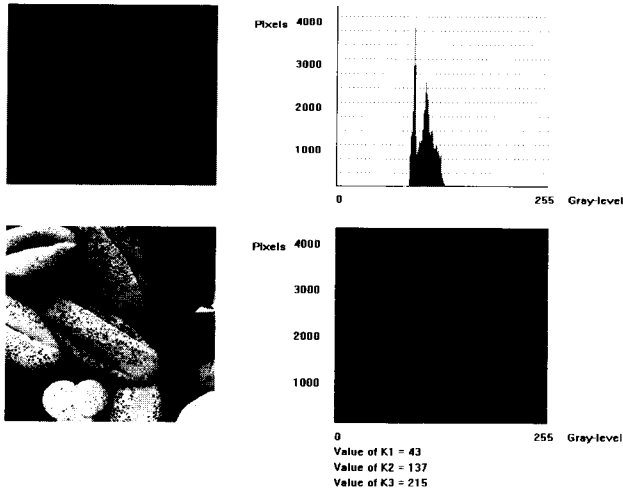 Pixels 4000
3000
2000
1000
0 255 Gray-level
Pixels 4000
3000
2000
1000
0 255 Gray-level
Value of K1 = 43
Value of K2 = 137
Value of K3 = 215